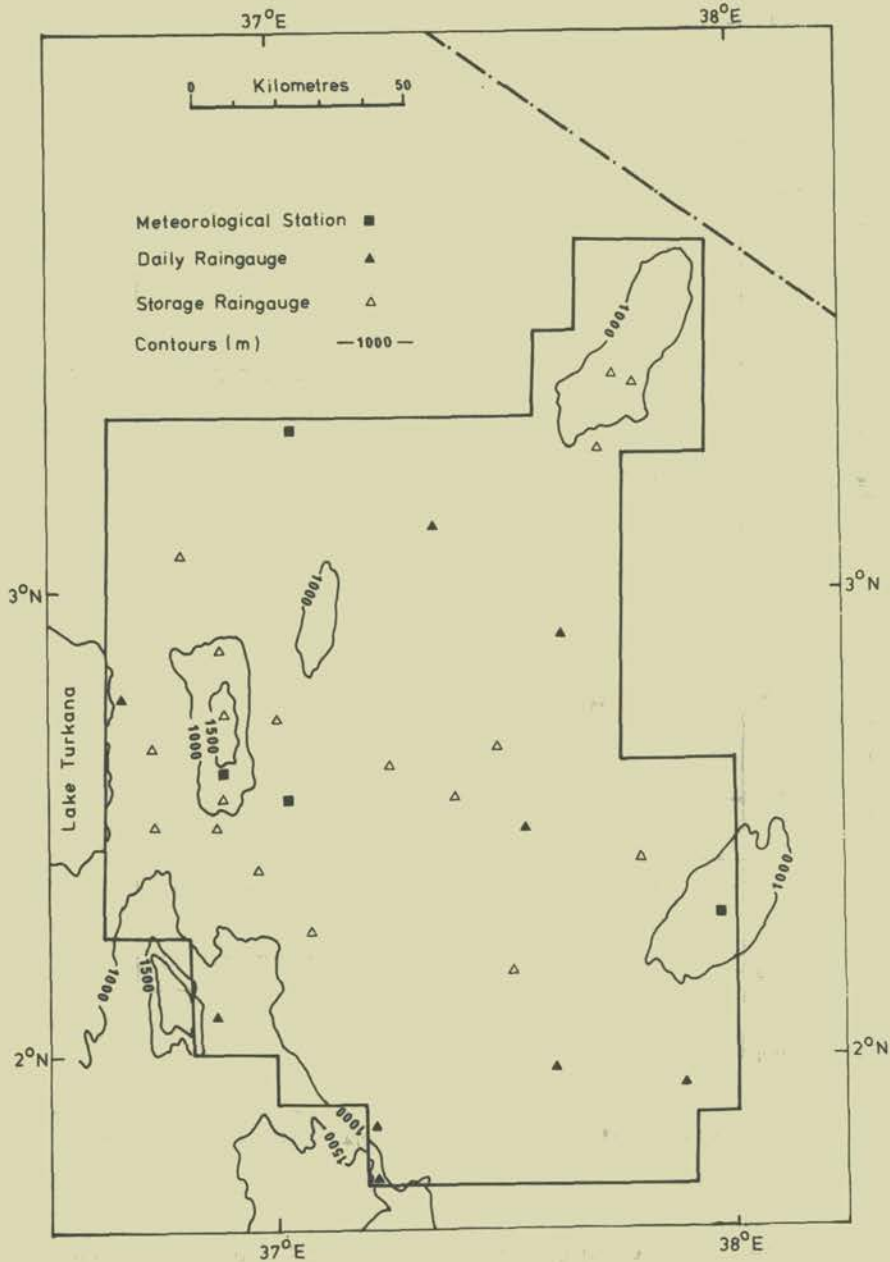 37°E 38°E
0 Kilometres 50
Meteorological Station
Daily Raingauge
Storage Raingauge
Contours (m) —1000—
1000
3°N 3°N
1000
1000
1500
Lake Turkana
1000
1000
1500
2°N 2°N
1000
1500
37°E 38°E